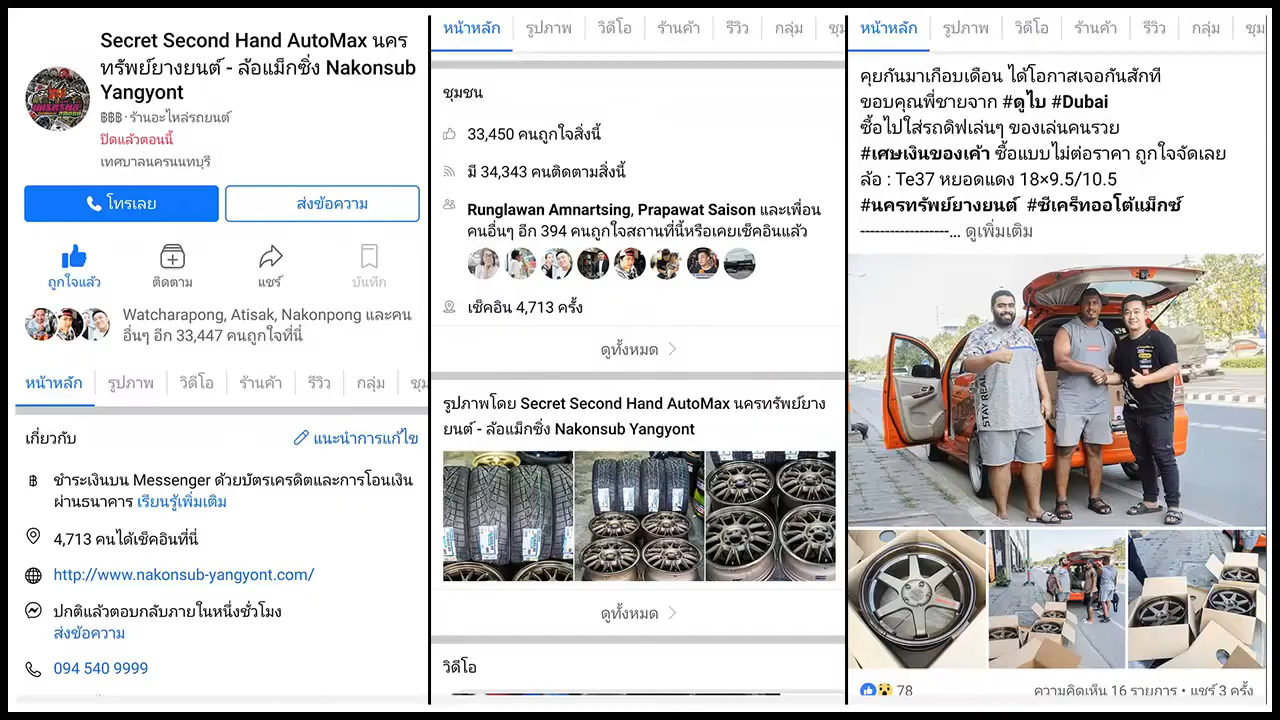 Secret Second Hand AutoMax นคร
ทรัพย์ยางยนต์ - ล้อแม็กซิ่ง Nakonsub
Yangyont
฿฿฿ · ร้านอะไหล่รถยนต์
ปิดแล้วตอนนี้
เทศบาลนครนนทบุรี
โทรเลย
ส่งข้อความ
ถูกใจแล้ว
ติดตาม
แชร์
บันทึก
Watcharapong, Atisak, Nakonpong และคน
อื่นๆ อีก 33,447 คนถูกใจที่นี่
หน้าหลัก รูปภาพ วิดีโอ ร้านค้า รีวิว กลุ่ม ชุม
เกี่ยวกับ
แนะนำการแก้ไข
ชำระเงินบน Messenger ด้วยบัตรเครดิตและการโอนเงิน
ผ่านธนาคาร เรียนรู้เพิ่มเติม
4,713 คนได้เช็คอินที่นี่
http://www.nakonsub-yangyont.com/
ปกติแล้วตอบกลับภายในหนึ่งชั่วโมง
ส่งข้อความ
094 540 9999
หน้าหลัก รูปภาพ วิดีโอ ร้านค้า รีวิว กลุ่ม ชุ
ชุมชน
33,450 คนถูกใจสิ่งนี้
มี 34,343 คนติดตามสิ่งนี้
Runglawan Amnartsing, Prapawat Saison และเพื่อน
คนอื่นๆ อีก 394 คนถูกใจสถานที่นี้หรือเคยเช็คอินแล้ว
เช็คอิน 4,713 ครั้ง
ดูทั้งหมด
รูปภาพโดย Secret Second Hand AutoMax นครทรัพย์ยาง
ยนต์ - ล้อแม็กซิ่ง Nakonsub Yangyont
ดูทั้งหมด
วิดีโอ
หน้าหลัก รูปภาพ วิดีโอ ร้านค้า รีวิว กลุ่ม ชุม
คุยกันมาเกือบเดือน ได้โอกาสเจอกันสักที
ขอบคุณพี่ชายจาก #ดูไบ #Dubai
ซื้อไปใส่รถดิฟเล่นๆ ของเล่นคนรวย
#เศษเงินของเค้า ซื้อแบบไม่ต่อราคา ถูกใจจัดเลย
ล้อ : Te37 หยอดแดง 18×9.5/10.5
#นครทรัพย์ยางยนต์ #ซีเคร็ทออโต้แม็กซ์
------------------... ดูเพิ่มเติม
STAY REAL
78
ความคิดเห็น 16 รายการ • แชร์ 3 ครั้ง